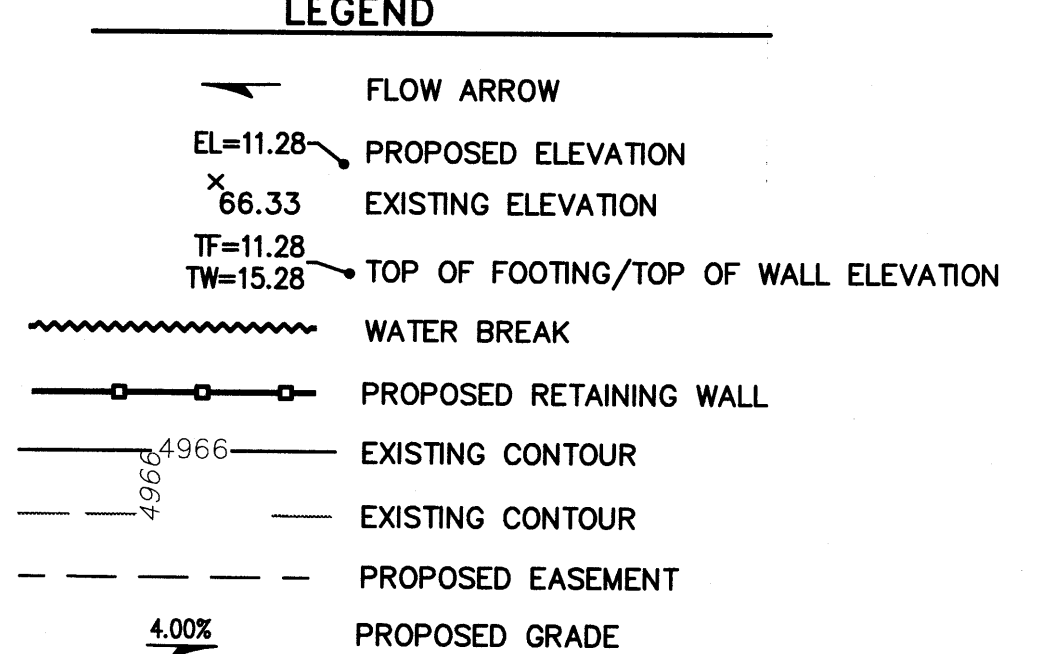 LEGEND
FLOW ARROW
EL=11.28 PROPOSED ELEVATION
×66.33 EXISTING ELEVATION
TF=11.28
TW=15.28 TOP OF FOOTING/TOP OF WALL ELEVATION
WATER BREAK
PROPOSED RETAINING WALL
4966 EXISTING CONTOUR
4966 EXISTING CONTOUR
PROPOSED EASEMENT
4.00% PROPOSED GRADE